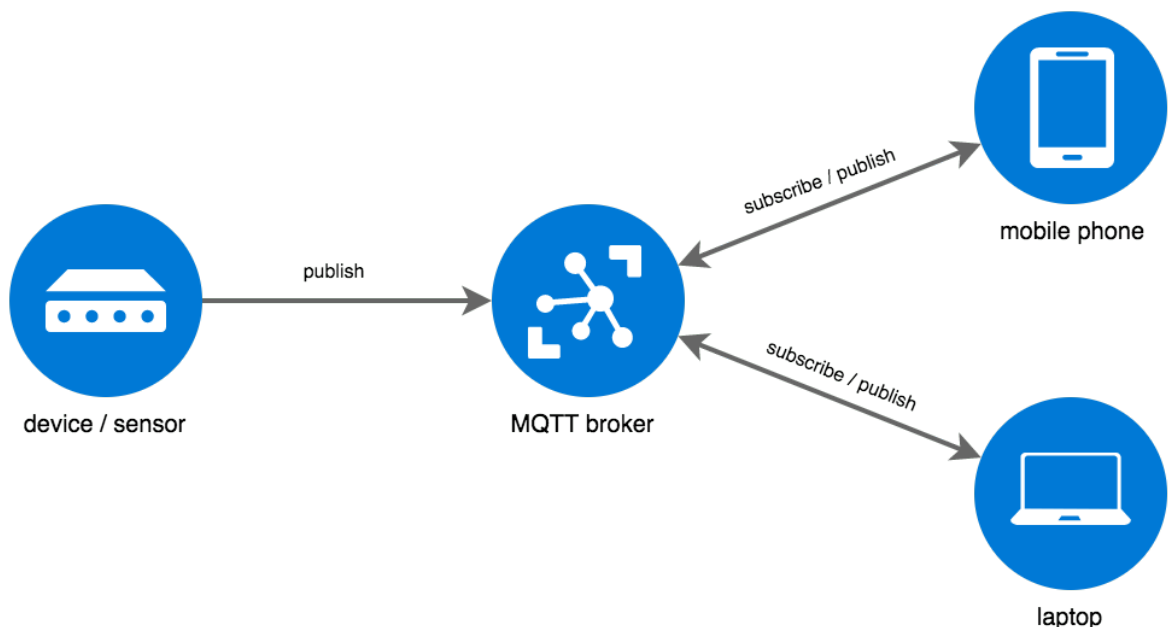 subscribe / publish
mobile phone
publish
device / sensor
MQTT broker
subscribe / publish
laptop